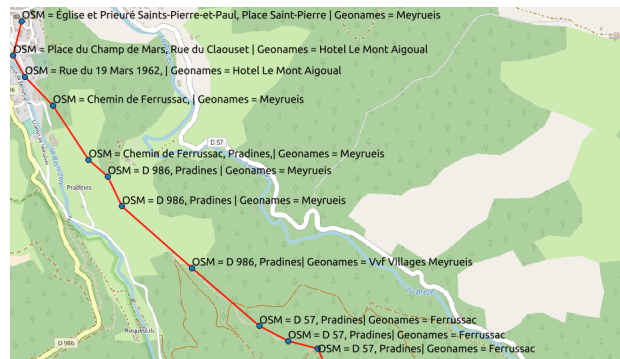 OSM = Église et Prieuré Saints-Pierre-et-Paul, Place Saint-Pierre | Geonames = Meyrueis
OSM = Place du Champ de Mars, Rue du Claouset | Geonames = Hotel Le Mont Aigoual
OSM = Rue du 19 Mars 1962, | Geonames = Hotel Le Mont Aigoual
OSM = Chemin de Ferrussac, | Geonames = Meyrueis
D 57
OSM = Chemin de Ferrussac, Pradines,| Geonames = Meyrueis
OSM = D 986, Pradines | Geonames = Meyrueis
Pradines
OSM = D 986, Pradines | Geonames = Meyrueis
OSM = D 986, Pradines| Geonames = Vvf Villages Meyrueis
OSM = D 57, Pradines| Geonames = Ferrussac
OSM = D 57, Pradines| Geonames = Ferrussac
D 986
OSM = D 57, Pradines| Geonames = Ferrussac